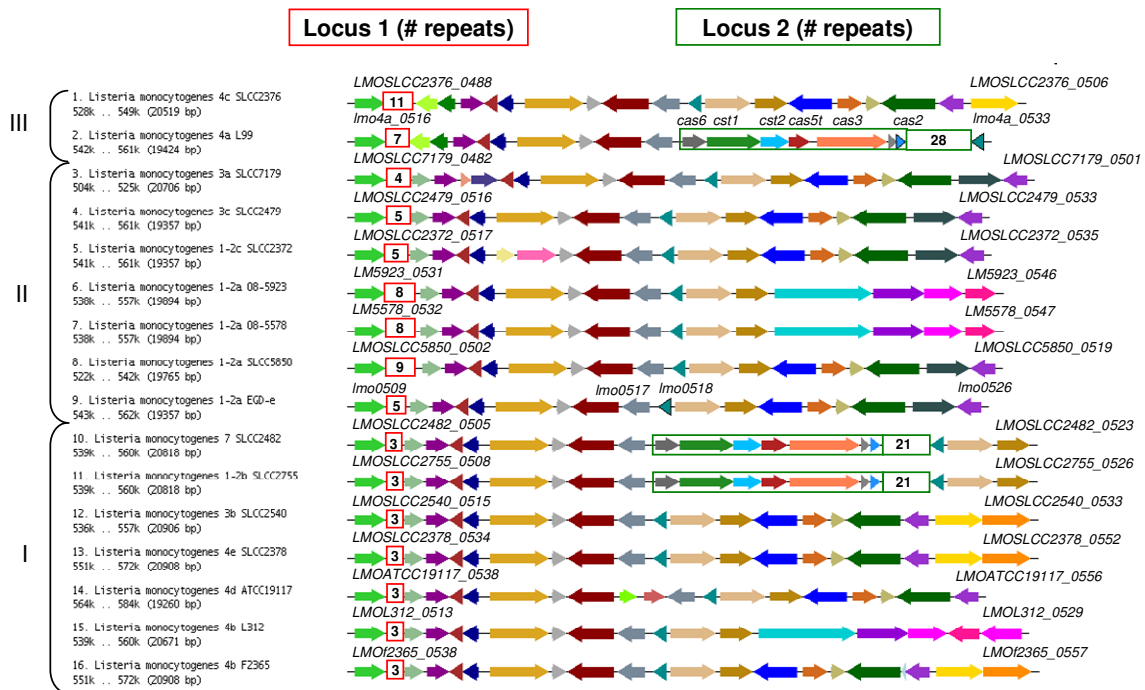 Locus 1 (# repeats)
Locus 2 (# repeats)
III
1. Listeria monocytogenes 4c SLCC2376
528k .. 549k (20519 bp)
LMOSLCC2376_0488
11
LMOSLCC2376_0506
2. Listeria monocytogenes 4a L99
542k .. 561k (19424 bp)
lmo4a_0516
7
cas6 cst1 cst2 cas5t cas3 cas2
28
lmo4a_0533
II
3. Listeria monocytogenes 3a SLCC7179
504k .. 525k (20706 bp)
LMOSLCC7179_0482
4
LMOSLCC7179_0501
4. Listeria monocytogenes 3c SLCC2479
541k .. 561k (19357 bp)
LMOSLCC2479_0516
5
LMOSLCC2479_0533
5. Listeria monocytogenes 1-2c SLCC2372
541k .. 561k (19357 bp)
LMOSLCC2372_0517
5
LMOSLCC2372_0535
6. Listeria monocytogenes 1-2a 08-5923
538k .. 557k (19894 bp)
LM5923_0531
8
LM5923_0546
7. Listeria monocytogenes 1-2a 08-5578
538k .. 557k (19894 bp)
LM5578_0532
8
LM5578_0547
8. Listeria monocytogenes 1-2a SLCC5850
522k .. 542k (19765 bp)
LMOSLCC5850_0502
9
LMOSLCC5850_0519
9. Listeria monocytogenes 1-2a EGD-e
543k .. 562k (19357 bp)
lmo0509
5
lmo0517
lmo0518
lmo0526
I
10. Listeria monocytogenes 7 SLCC2482
539k .. 560k (20818 bp)
LMOSLCC2482_0505
3
21
LMOSLCC2482_0523
11. Listeria monocytogenes 1-2b SLCC2755
539k .. 560k (20818 bp)
LMOSLCC2755_0508
3
21
LMOSLCC2755_0526
12. Listeria monocytogenes 3b SLCC2540
536k .. 557k (20906 bp)
LMOSLCC2540_0515
3
LMOSLCC2540_0533
13. Listeria monocytogenes 4e SLCC2378
551k .. 572k (20908 bp)
LMOSLCC2378_0534
3
LMOSLCC2378_0552
14. Listeria monocytogenes 4d ATCC19117
564k .. 584k (19260 bp)
LMOATCC19117_0538
3
LMOATCC19117_0556
15. Listeria monocytogenes 4b L312
539k .. 560k (20671 bp)
LMOL312_0513
3
LMOL312_0529
16. Listeria monocytogenes 4b F2365
551k .. 572k (20908 bp)
LMOf2365_0538
3
LMOf2365_0557